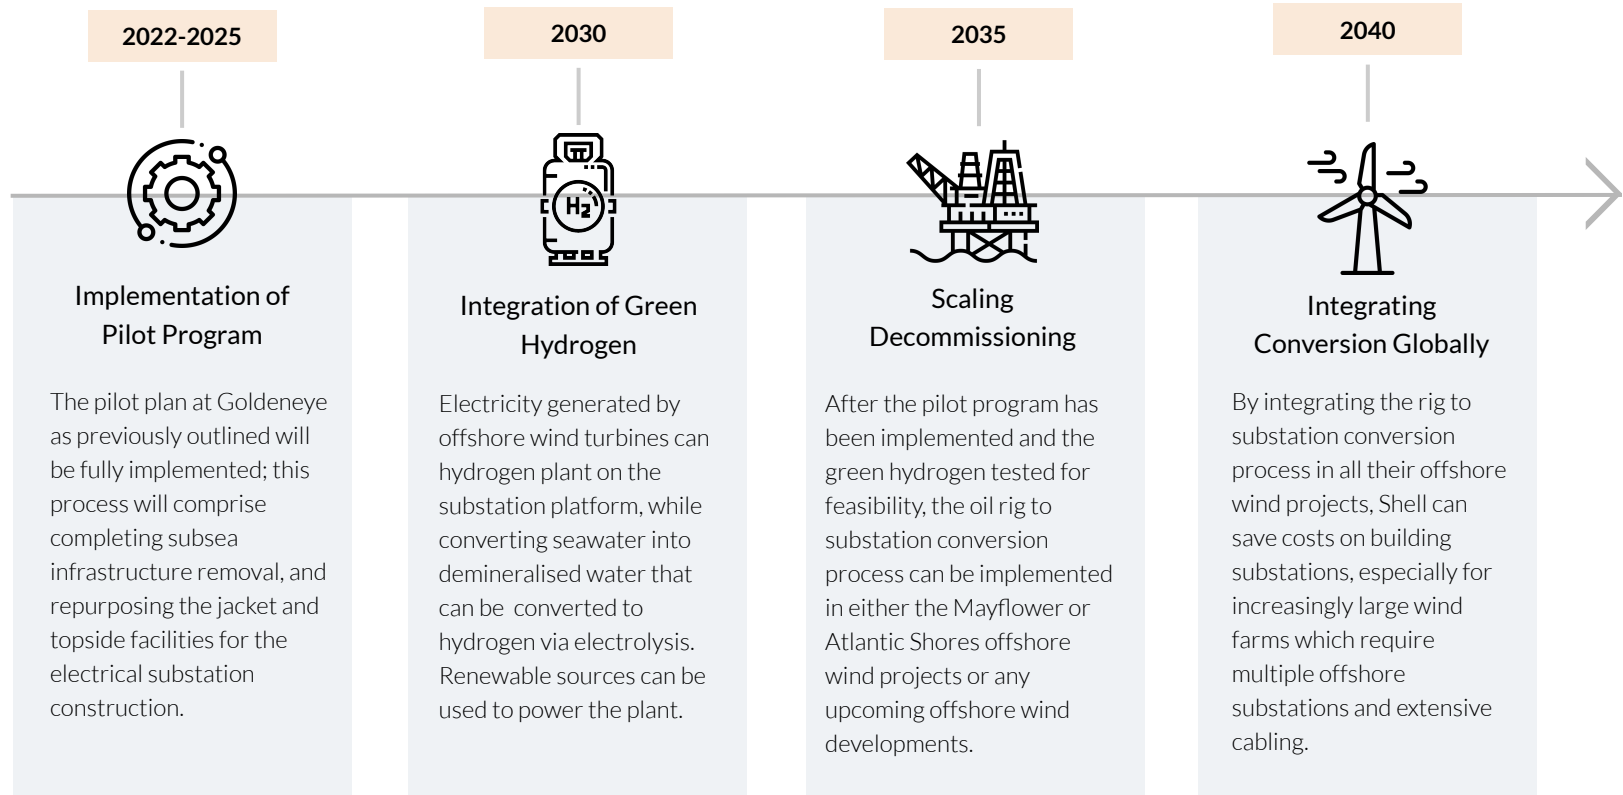 2022-2025
Implementation of
Pilot Program
The pilot plan at Goldeneye
as previously outlined will
be fully implemented; this
process will comprise
completing subsea
infrastructure removal, and
repurposing the jacket and
topside facilities for the
electrical substation
construction.
2030
H2
Integration of Green
Hydrogen
Electricity generated by
offshore wind turbines can
hydrogen plant on the
substation platform, while
converting seawater into
demineralised water that
can be  converted to
hydrogen via electrolysis.
Renewable sources can be
used to power the plant.
2035
Scaling
Decommissioning
After the pilot program has
been implemented and the
green hydrogen tested for
feasibility, the oil rig to
substation conversion
process can be implemented
in either the Mayflower or
Atlantic Shores offshore
wind projects or any
upcoming offshore wind
developments.
2040
Integrating
Conversion Globally
By integrating the rig to
substation conversion
process in all their offshore
wind projects, Shell can
save costs on building
substations, especially for
increasingly large wind
farms which require
multiple offshore
substations and extensive
cabling.